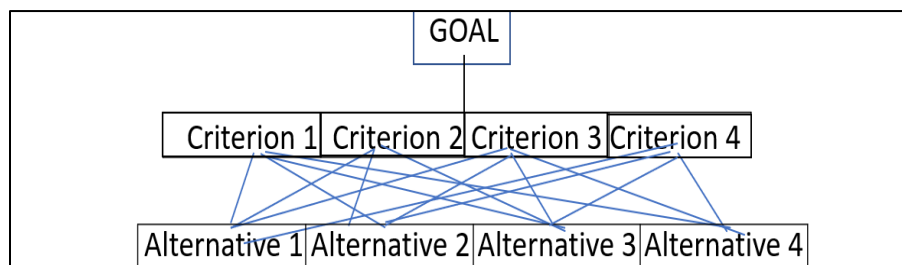 GOAL
Criterion 1 Criterion 2 Criterion 3 Criterion 4
Alternative 1 Alternative 2 Alternative 3 Alternative 4